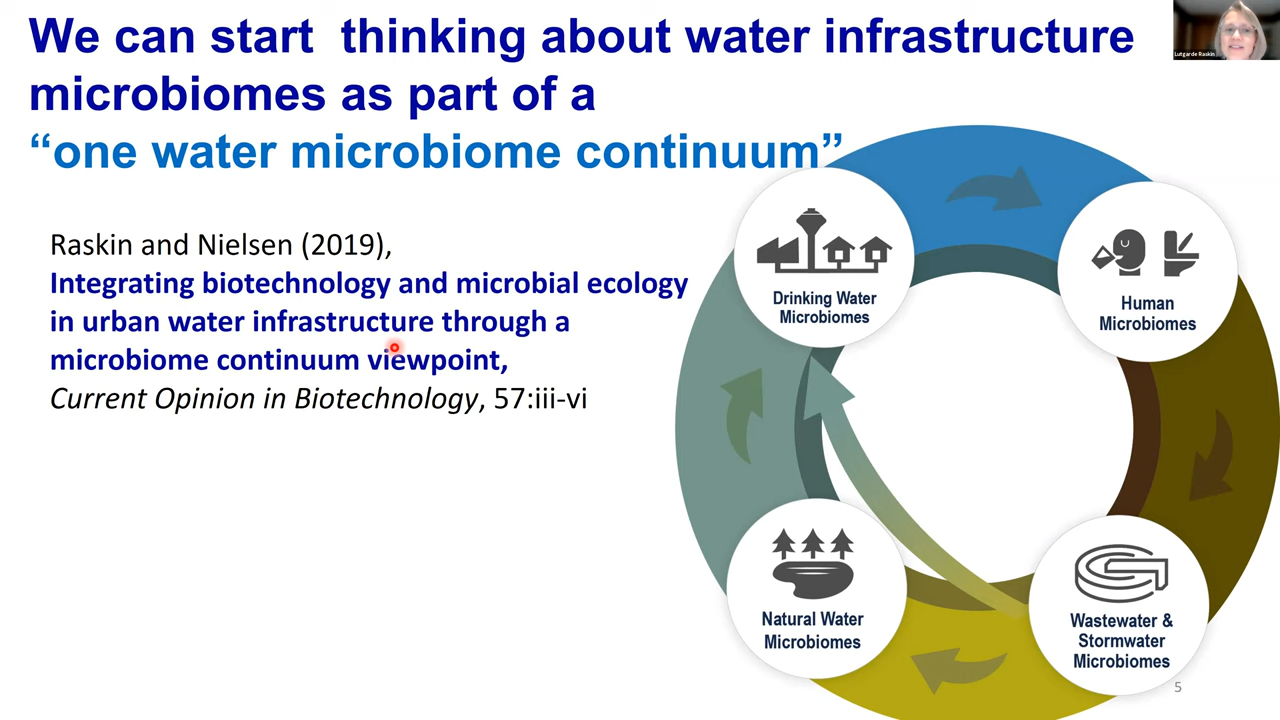 We can start  thinking about water infrastructure
microbiomes as part of a
“one water microbiome continuum”
Lutgarde Raskin
Raskin and Nielsen (2019),
Integrating biotechnology and microbial ecology
in urban water infrastructure through a
microbiome continuum viewpoint,
Current Opinion in Biotechnology, 57:iii-vi
Drinking Water
Microbiomes
Human
Microbiomes
Natural Water
Microbiomes
Wastewater &
Stormwater
Microbiomes
5